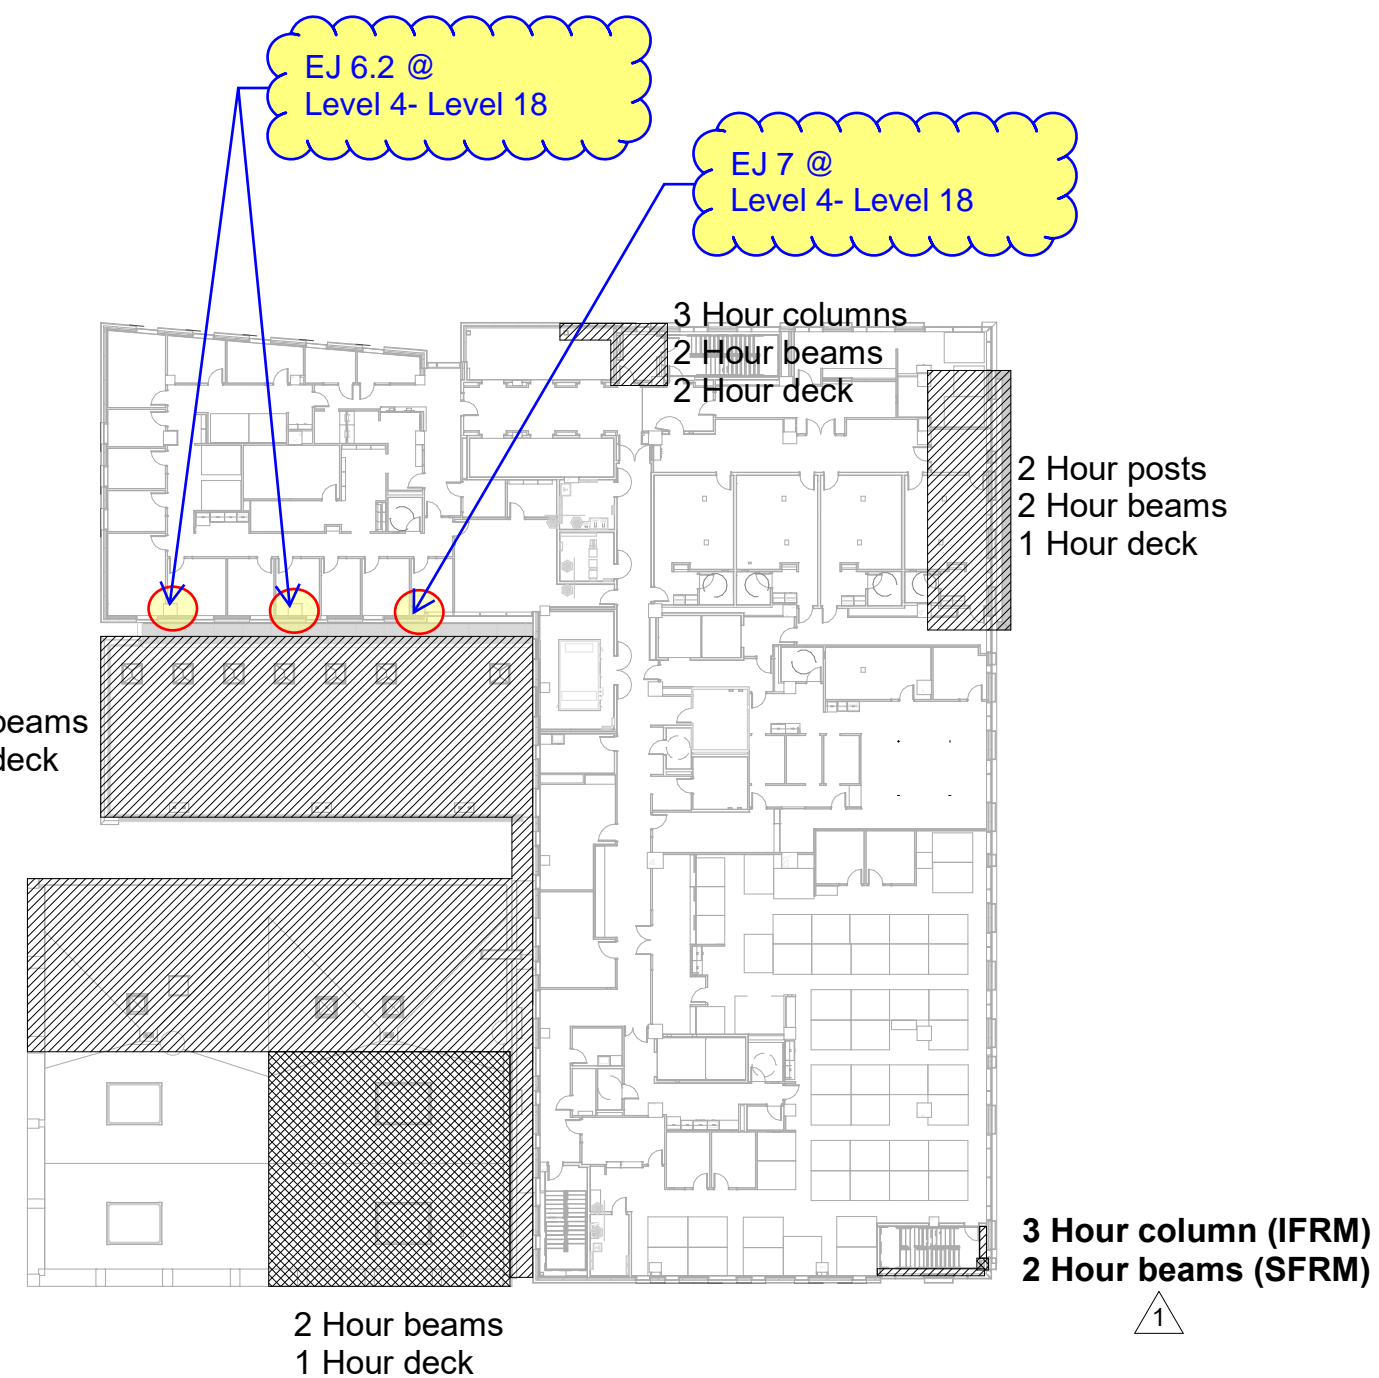 EJ 6.2 @
Level 4- Level 18
EJ 7 @
Level 4- Level 18
3 Hour columns
2 Hour beams
2 Hour deck
2 Hour posts
2 Hour beams
1 Hour deck
beams
deck
3 Hour column (IFRM)
2 Hour beams (SFRM)
1
2 Hour beams
1 Hour deck